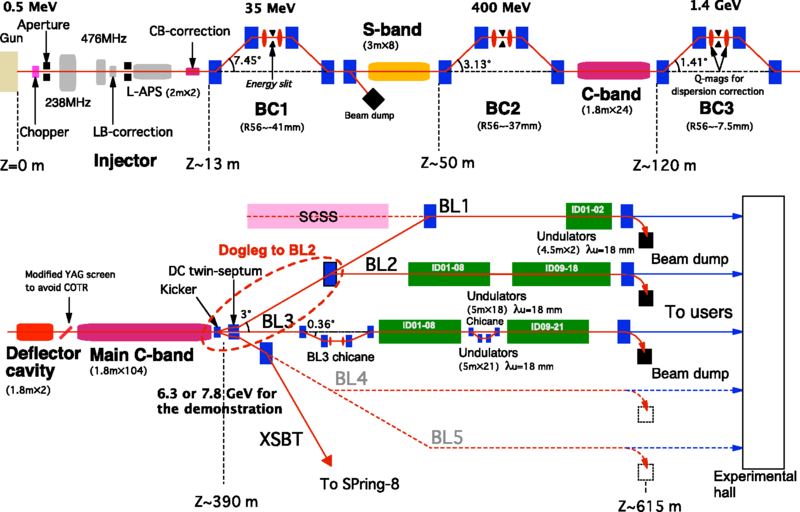 0.5 MeV
35 MeV
400 MeV
1.4 GeV
Gun
Aperture
476MHz
CB-correction
S-band
(3m×8)
7.45°
3.13°
1.41°
Energy slit
Q-mags for
dispersion correction
238MHz
L-APS (2m×2)
Chopper
LB-correction
BC1
(R56~-41mm)
Beam dump
BC2
(R56~-37mm)
C-band
(1.8m×24)
BC3
(R56~-7.5mm)
Injector
Z=0 m
Z~13 m
Z~50 m
Z~120 m
SCSS
BL1
ID01-02
Undulators
(4.5m×2) λu=18 mm
Beam dump
Dogleg to BL2
Modified YAG screen
to avoid COTR
DC twin-septum
Kicker
BL2
ID01-08
ID09-18
Undulators
(5m×18) λu=18 mm
To users
3°
BL3
0.36°
BL3 chicane
ID01-08
Chicane
ID09-21
Undulators
(5m×21) λu=18 mm
Beam dump
Deflector
cavity
(1.8m×2)
Main C-band
(1.8m×104)
6.3 or 7.8 GeV for
the demonstration
BL4
XSBT
BL5
To SPring-8
Experimental
hall
Z~390 m
Z~615 m